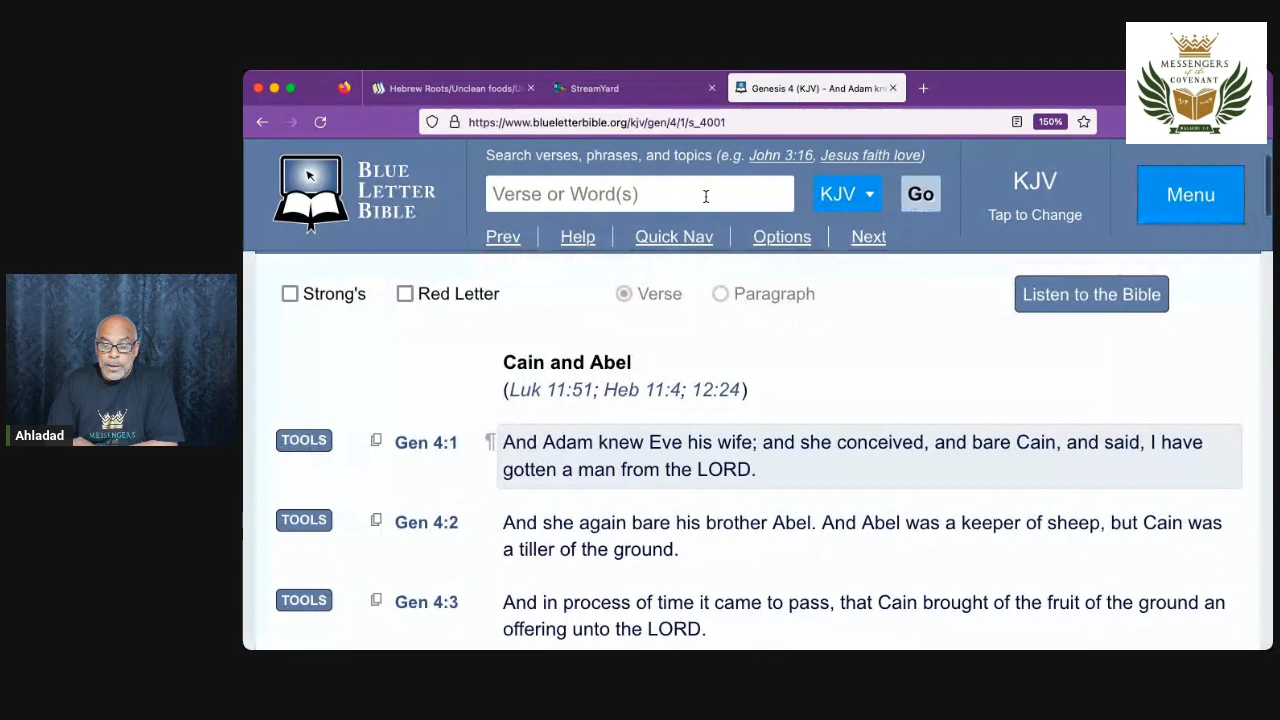 MESSENGERS
of the
COVENANT
MALACHI 3:1
Hebrew Roots/Unclean foods/
StreamYard
Genesis 4 (KJV) - And Adam kn
https://www.blueletterbible.org/kjv/gen/4/1/s_4001
150%
BLUE
LETTER
BIBLE
Search verses, phrases, and topics (e.g. John 3:16, Jesus faith love)
Verse or Word(s)
KJV
Go
KJV
Tap to Change
Menu
Prev
Help
Quick Nav
Options
Next
Strong's
Red Letter
Verse
Paragraph
Listen to the Bible
Cain and Abel
(Luk 11:51; Heb 11:4; 12:24)
TOOLS Gen 4:1 ¶ And Adam knew Eve his wife; and she conceived, and bare Cain, and said, I have
gotten a man from the LORD.
TOOLS Gen 4:2 And she again bare his brother Abel. And Abel was a keeper of sheep, but Cain was
a tiller of the ground.
TOOLS Gen 4:3 And in process of time it came to pass, that Cain brought of the fruit of the ground an
offering unto the LORD.
MESSENGERS
Ahladad